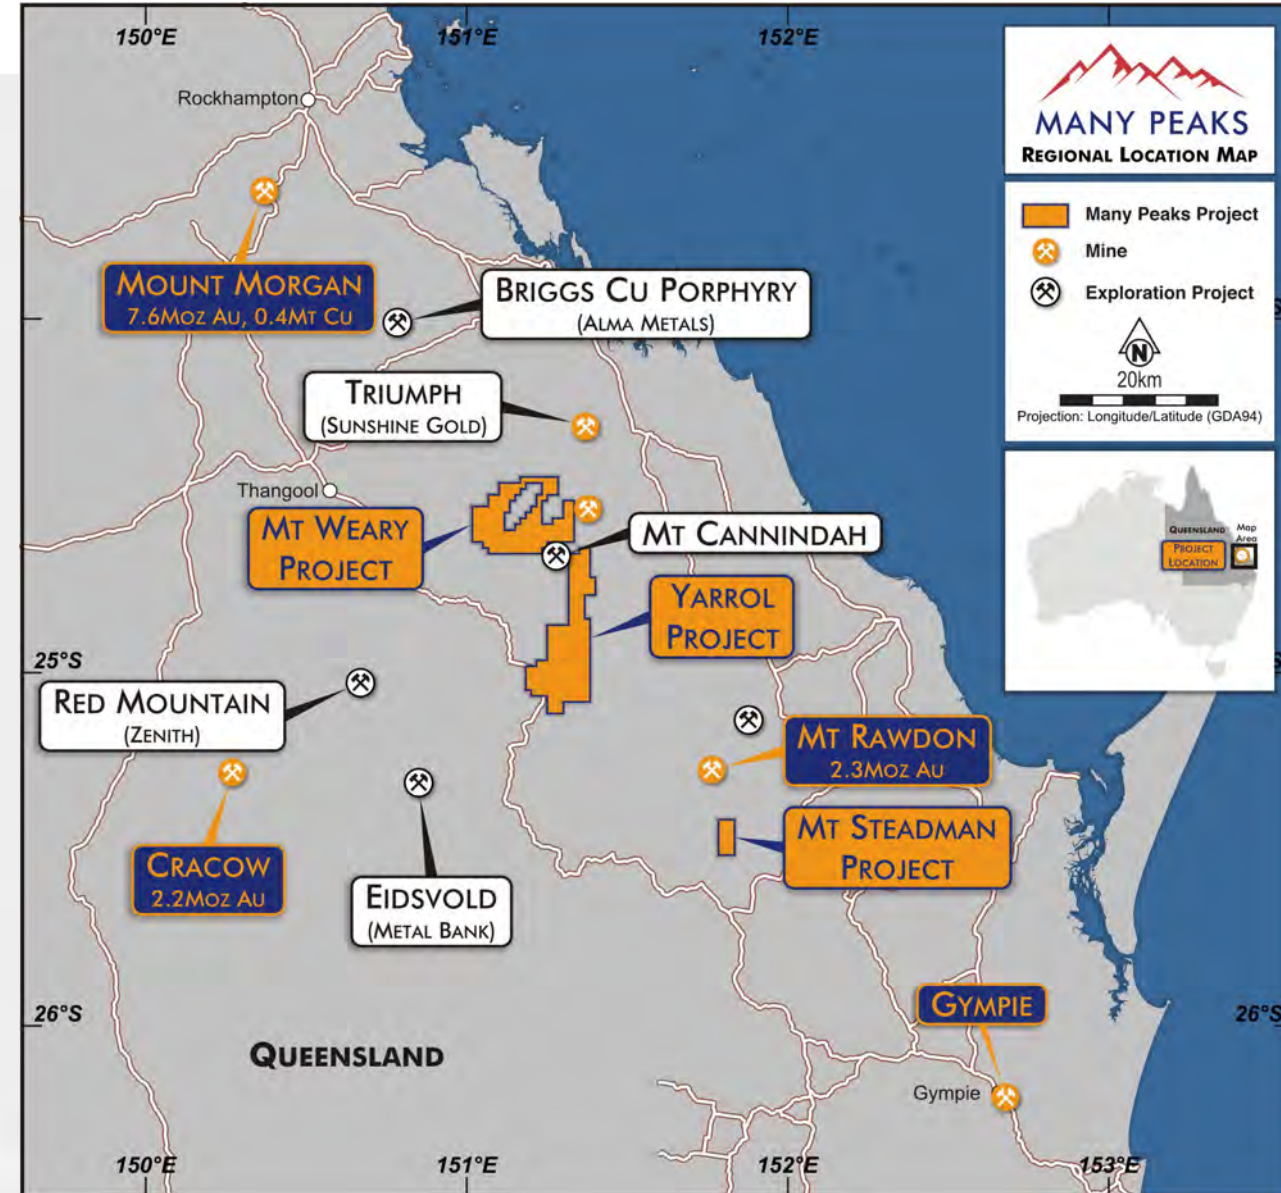 150°E
151°E
152°E
Rockhampton
MANY PEAKS
REGIONAL LOCATION MAP
Many Peaks Project
Mine
Exploration Project
N
20km
Projection: Longitude/Latitude (GDA94)
MOUNT MORGAN
7.6MOZ AU, 0.4MT CU
BRIGGS CU PORPHYRY
(ALMA METALS)
TRIUMPH
(SUNSHINE GOLD)
Thangool
MT WEARY
PROJECT
MT CANNINDAH
YARROL
PROJECT
QUEENSLAND
Map
Area
PROJECT
LOCATION
25°S
RED MOUNTAIN
(ZENITH)
MT RAWDON
2.3MOZ AU
MT STEADMAN
PROJECT
CRACOW
2.2MOZ AU
EIDSVOLD
(METAL BANK)
26°S
GYMPIE
26°S
QUEENSLAND
Gympie
150°E
151°E
152°E
153°E